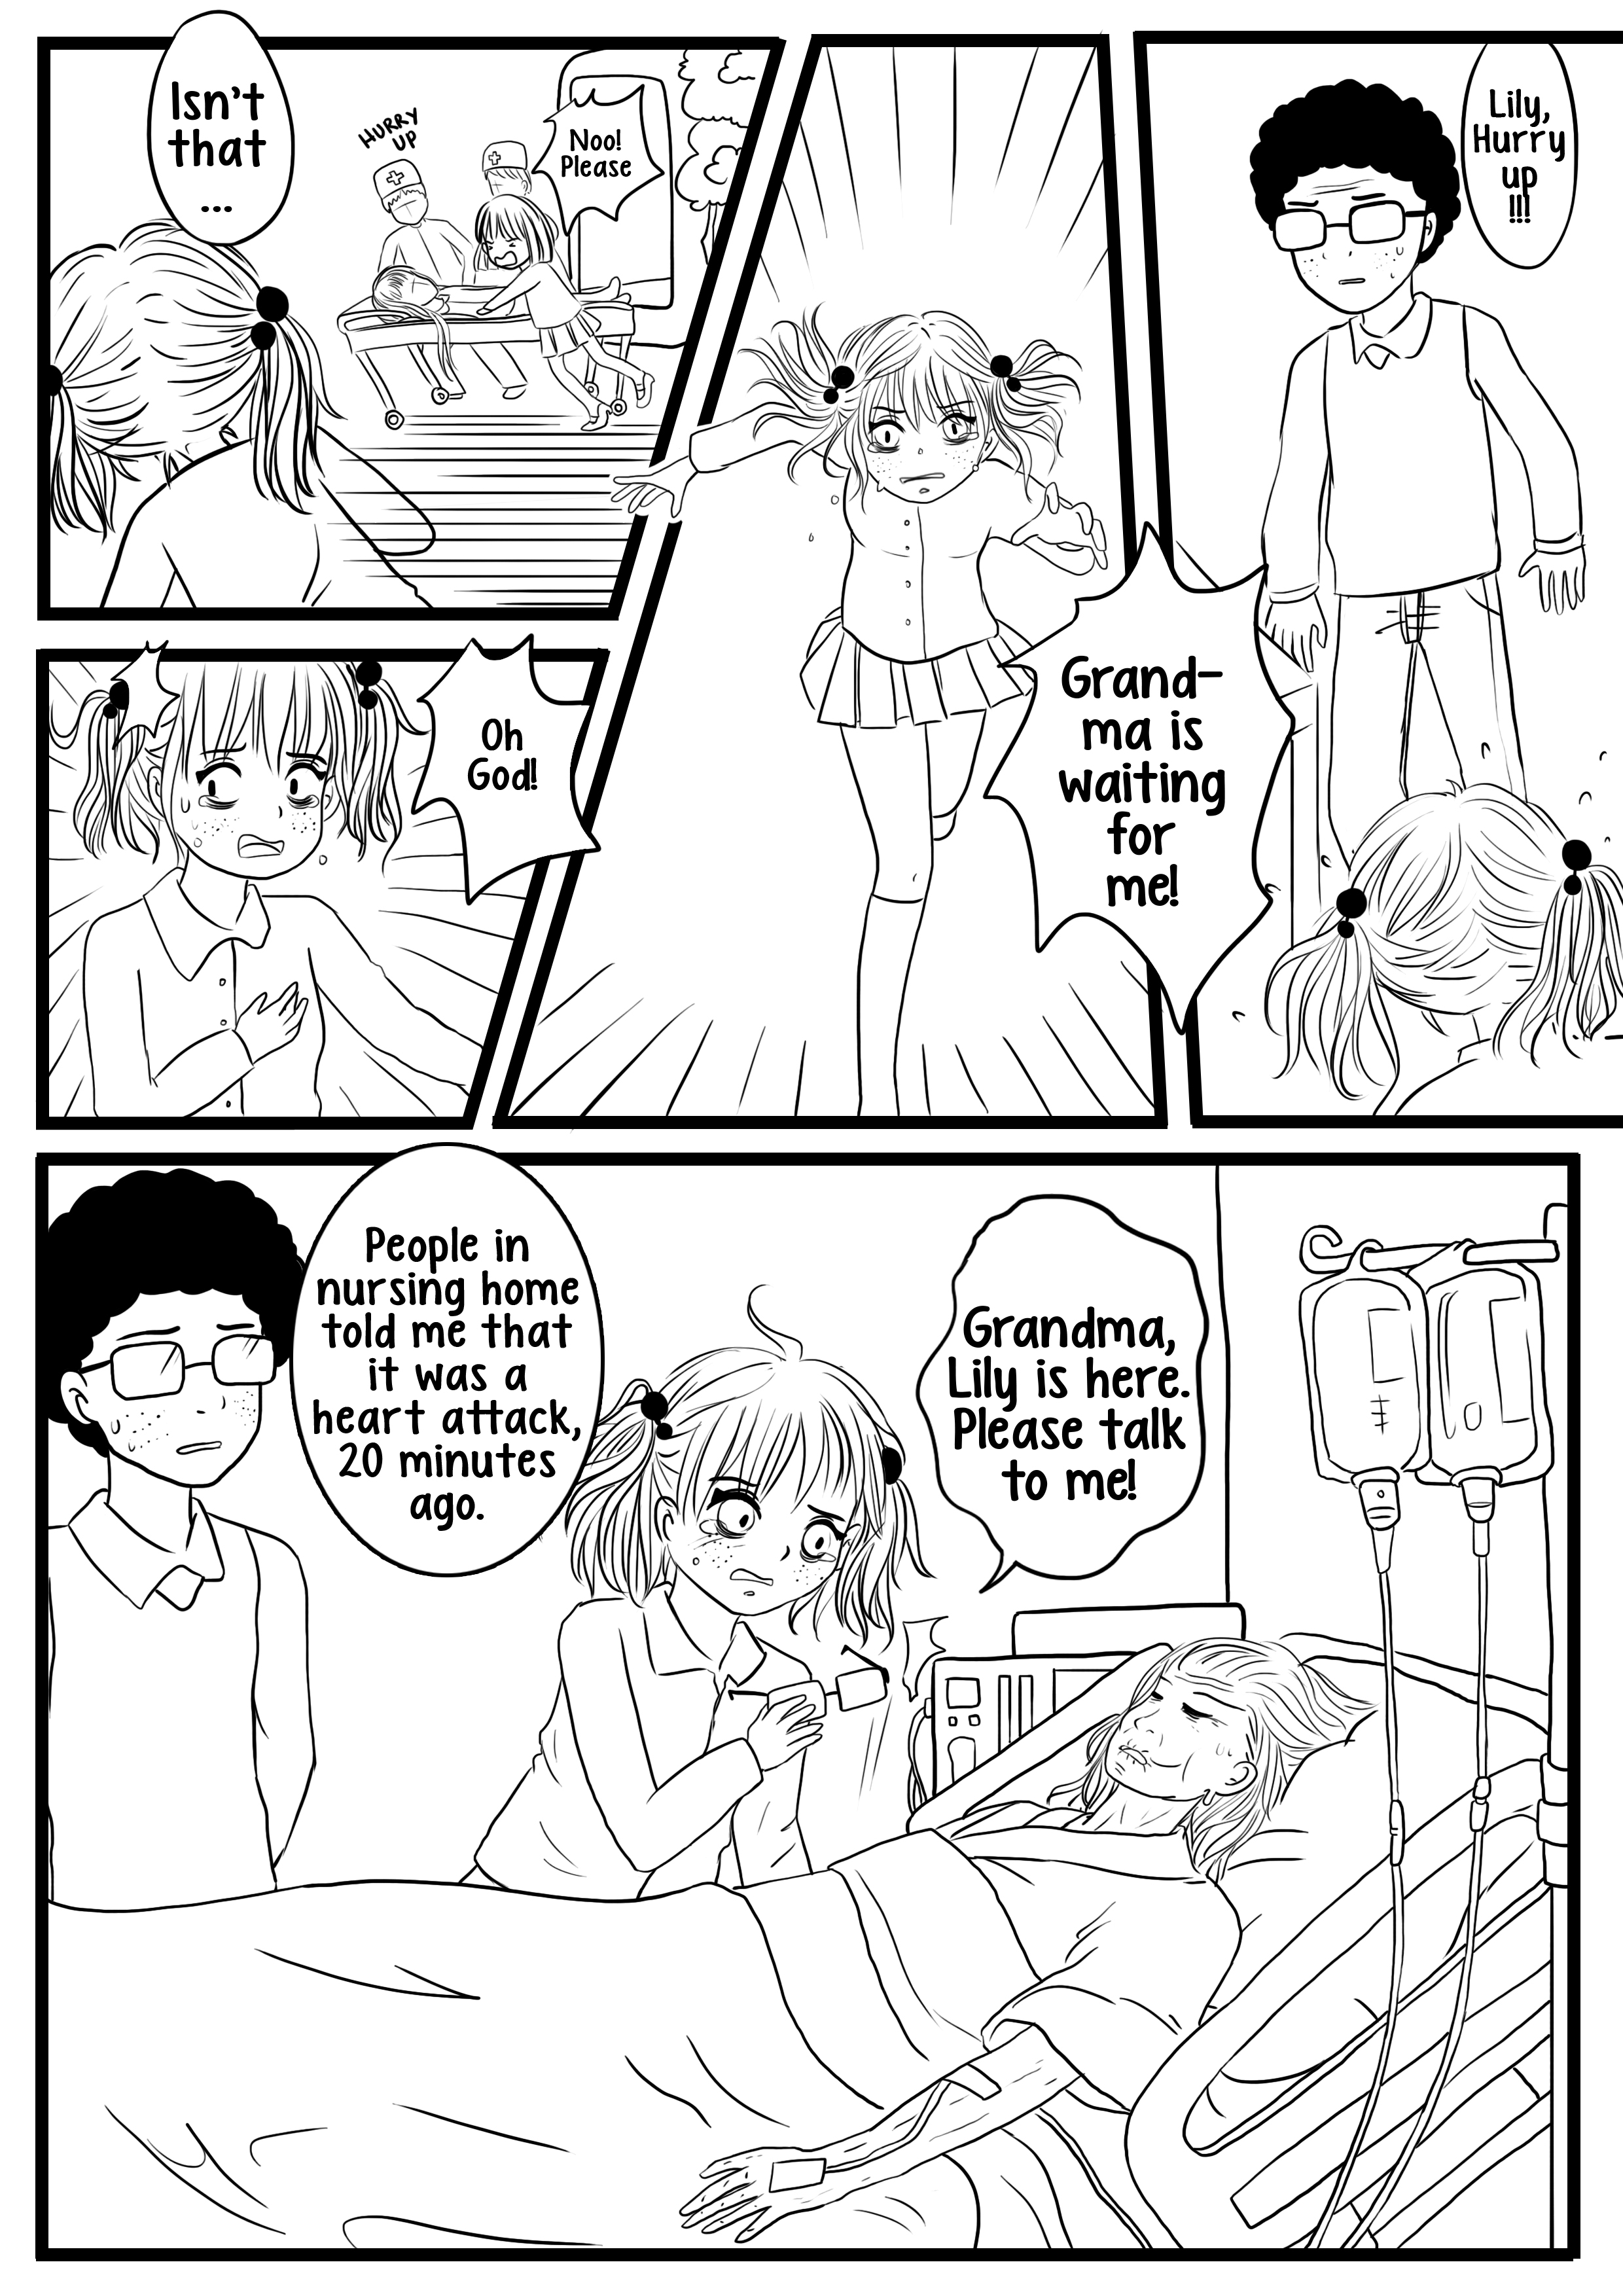 Isn't
that
...
HURRY
UP
Noo!
Please
Oh
God!
Grand-
ma is
waiting
for
me!
Lily,
Hurry
up
!!!
People in
nursing home
told me that
it was a
heart attack,
20 minutes
ago.
Grandma,
Lily is here.
Please talk
to me!